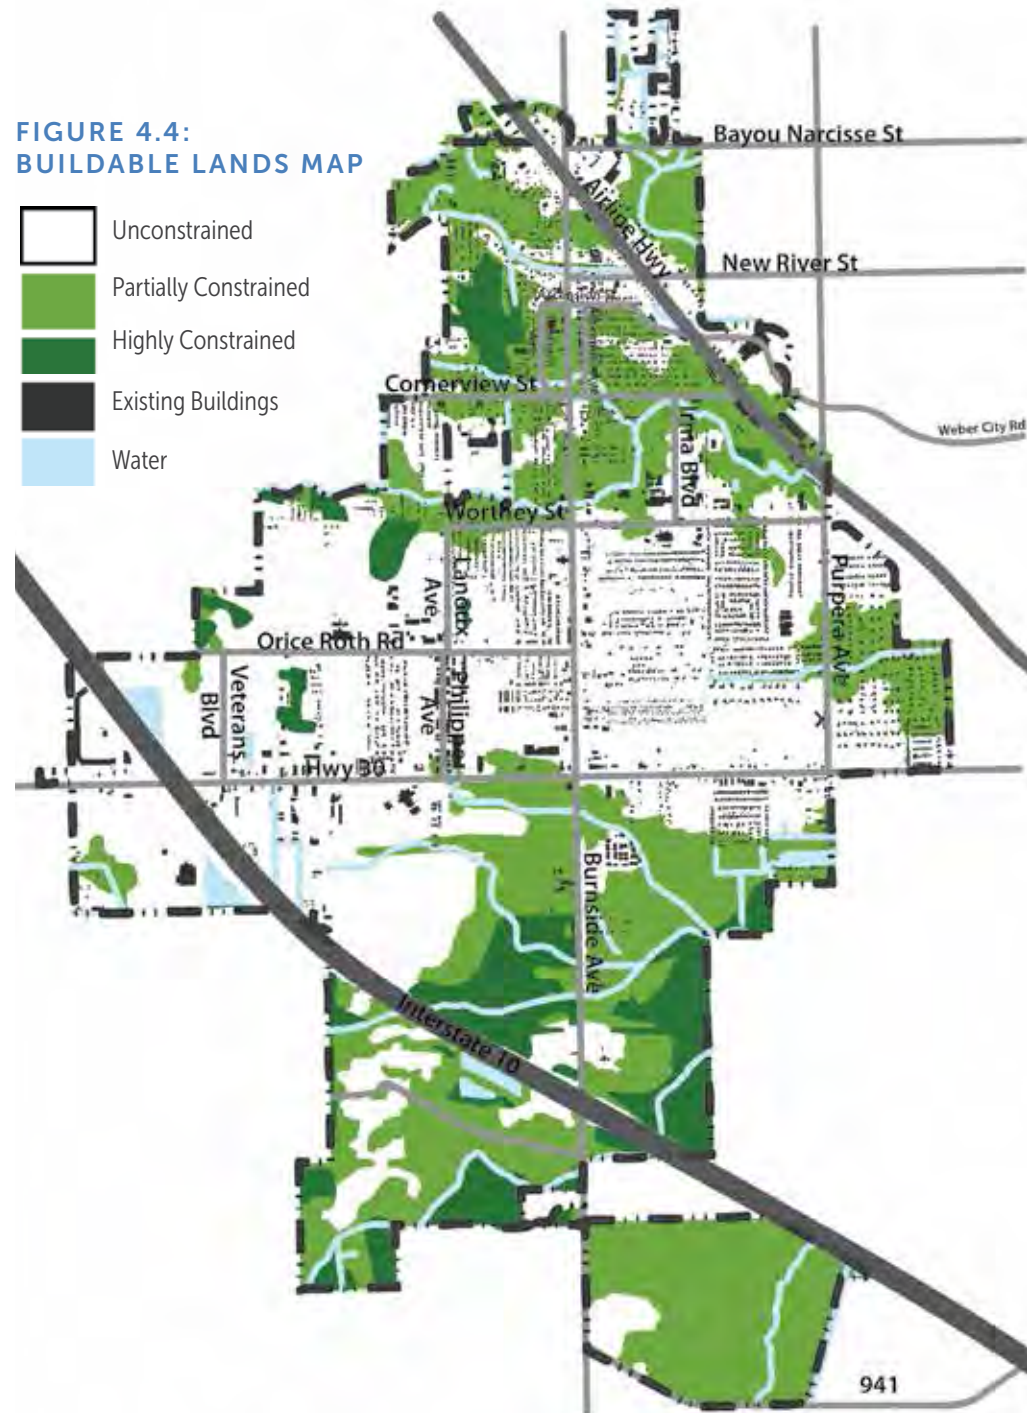 FIGURE 4.4:
BUILDABLE LANDS MAP
Unconstrained
Partially Constrained
Highly Constrained
Existing Buildings
Water
Bayou Narcisse St
Airline Hwy
New River St
Cornerview St
Weber City Rd
Irma Blvd
Worthey St
Purpera Ave
Orice Roth Rd
Veterans
Blvd
Ave
Ave
Hwy 30
Burnside Ave
Interstate 10
941